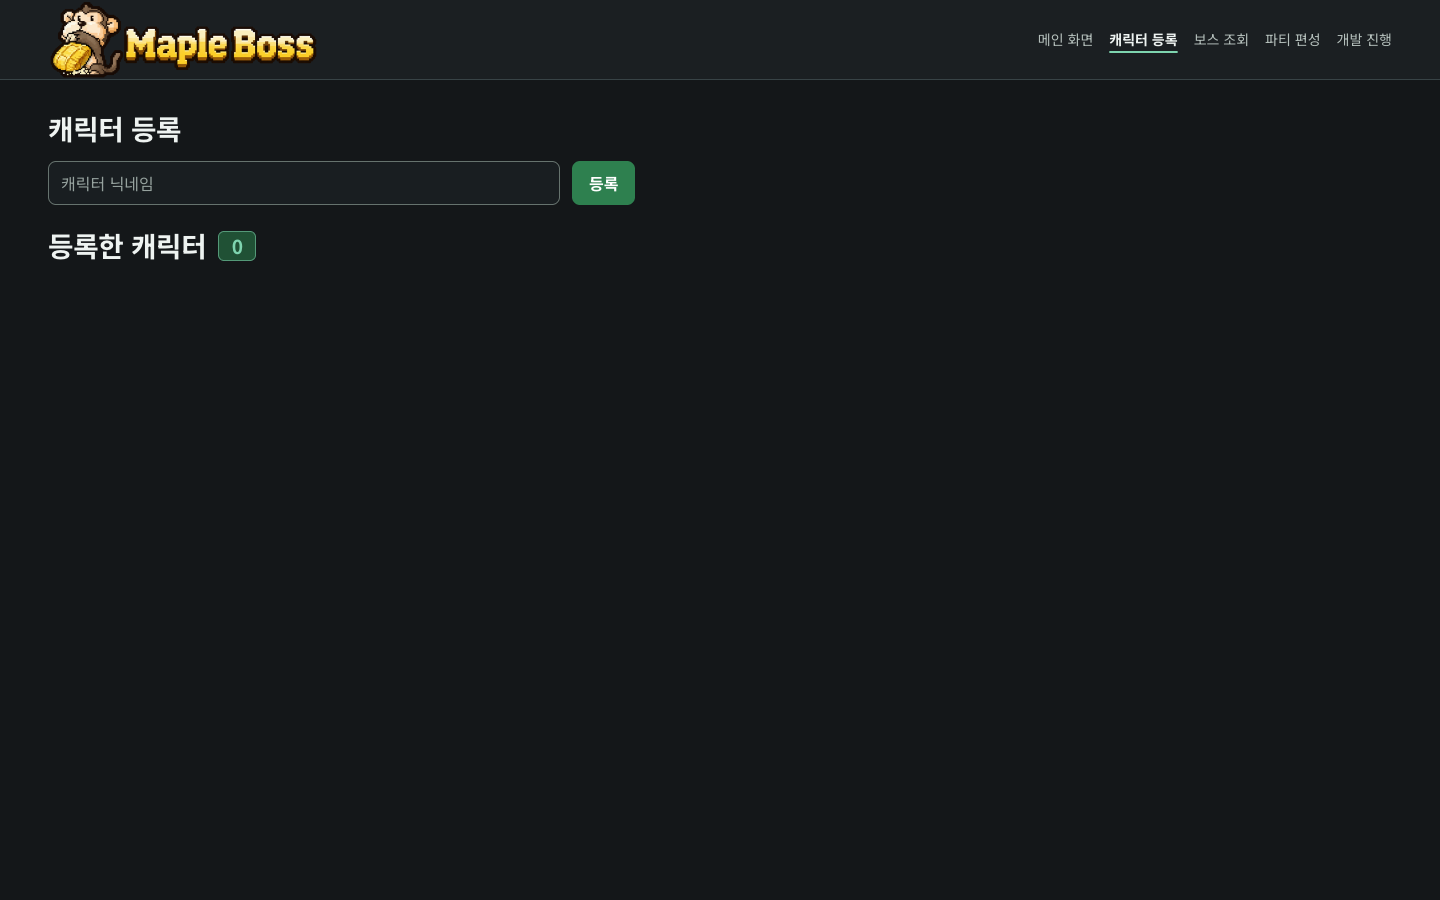 Maple Boss
메인 화면 캐릭터 등록 보스 조회 파티 편성 개발 진행
캐릭터 등록
캐릭터 닉네임 등록
등록한 캐릭터 0